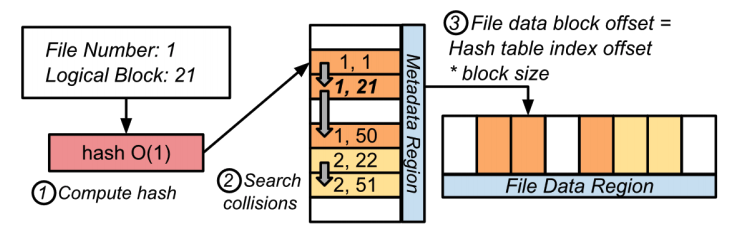 File Number: 1
Logical Block: 21
hash O(1)
1 Compute hash
2 Search
collisions
1, 1
1, 21
1, 50
2, 22
2, 51
Metadata Region
3 File data block offset =
Hash table index offset
* block size
File Data Region